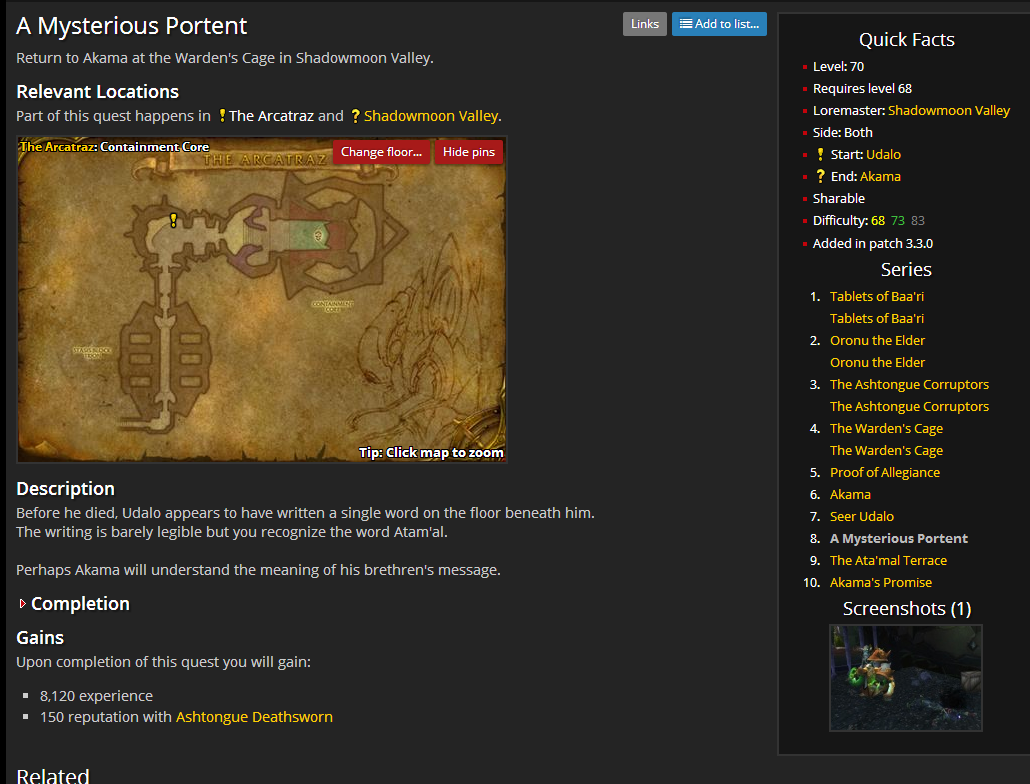 A Mysterious Portent
Links
Add to list...
Return to Akama at the Warden's Cage in Shadowmoon Valley.
Relevant Locations
Part of this quest happens in The Arcatraz and Shadowmoon Valley.
The Arcatraz: Containment Core
Change floor...
Hide pins
THE ARCATRAZ
CONTAINMENT
CORE
Tip: Click map to zoom
Description
Before he died, Udalo appears to have written a single word on the floor beneath him.
The writing is barely legible but you recognize the word Atam'al.
Perhaps Akama will understand the meaning of his brethren's message.
Completion
Gains
Upon completion of this quest you will gain:
8,120 experience
150 reputation with Ashtongue Deathsworn
Related
Quick Facts
Level: 70
Requires level 68
Loremaster: Shadowmoon Valley
Side: Both
Start: Udalo
End: Akama
Sharable
Difficulty: 68 73 83
Added in patch 3.3.0
Series
1. Tablets of Baa'ri
Tablets of Baa'ri
2. Oronu the Elder
Oronu the Elder
3. The Ashtongue Corruptors
The Ashtongue Corruptors
4. The Warden's Cage
The Warden's Cage
5. Proof of Allegiance
6. Akama
7. Seer Udalo
8. A Mysterious Portent
9. The Ata'mal Terrace
10. Akama's Promise
Screenshots (1)